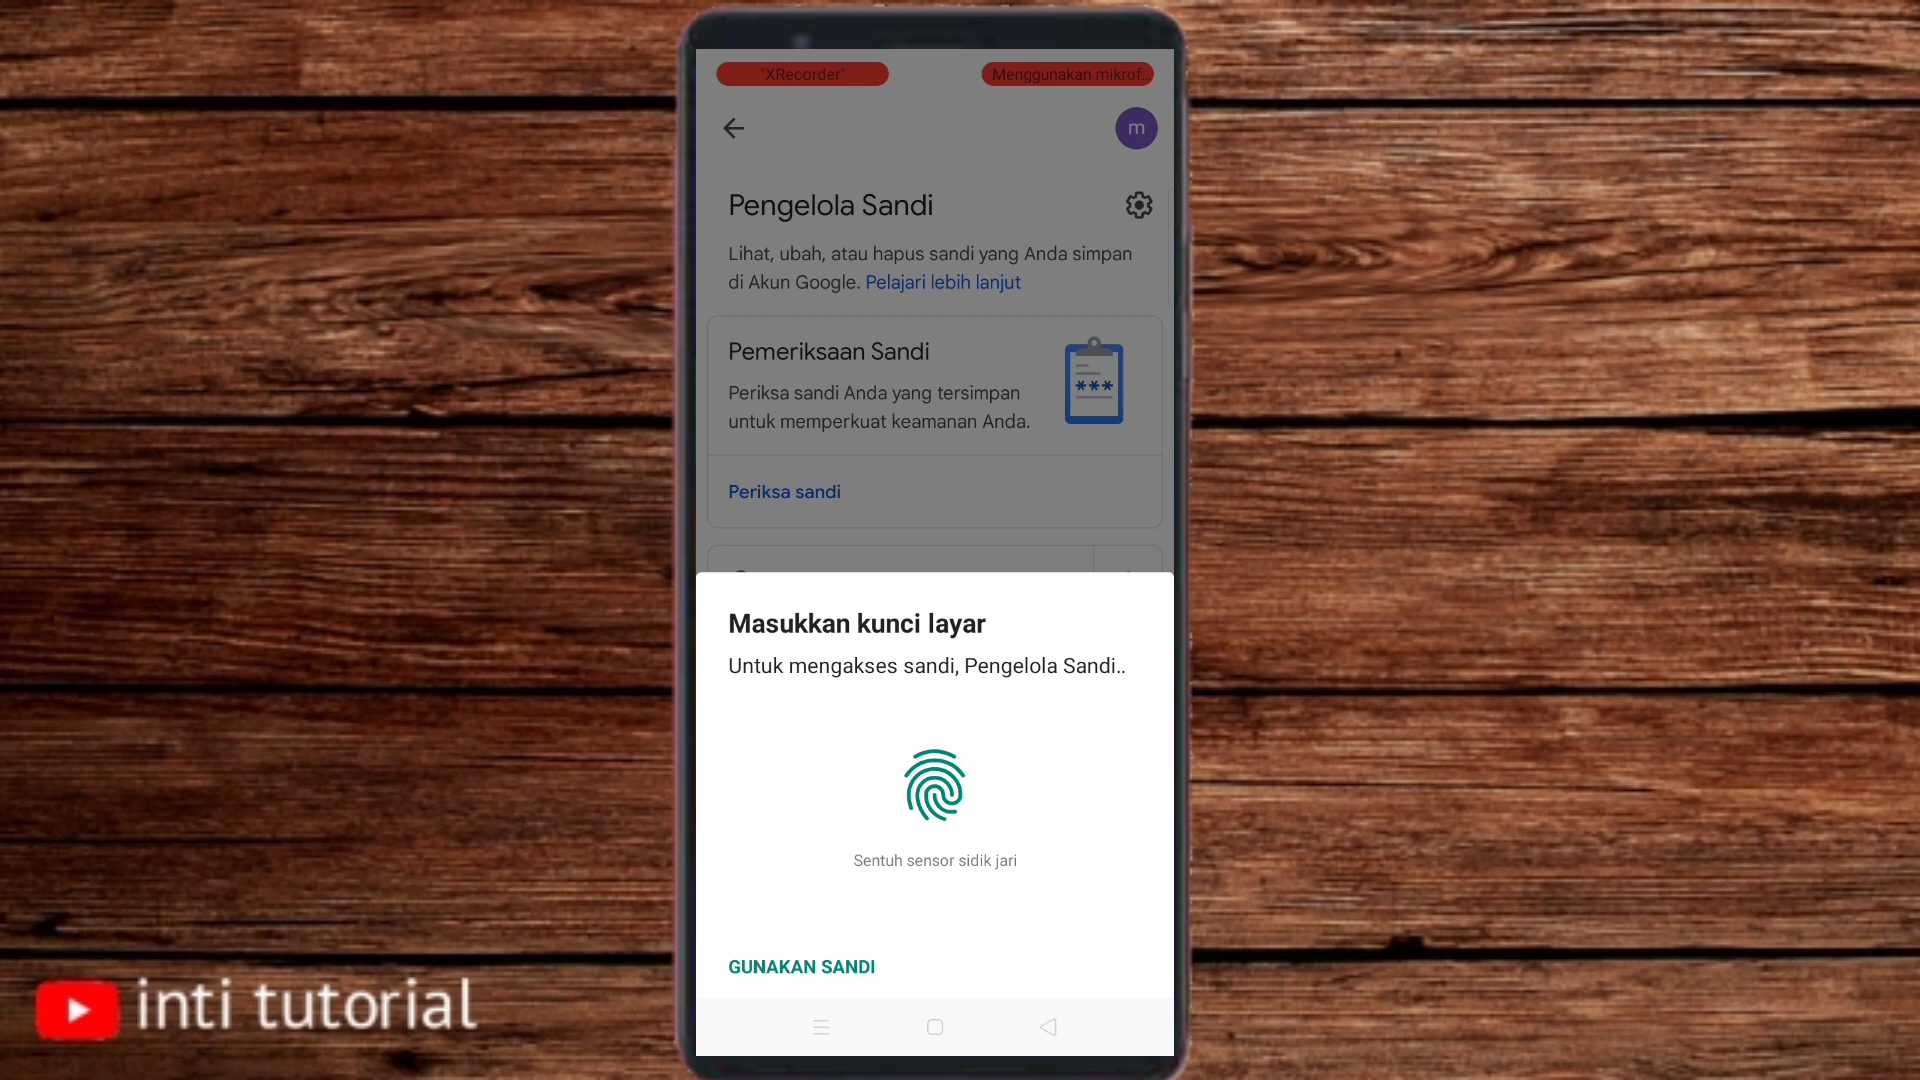 "XRecorder"
Menggunakan mikrof...
m
Pengelola Sandi
Lihat, ubah, atau hapus sandi yang Anda simpan
di Akun Google. Pelajari lebih lanjut
Pemeriksaan Sandi
Periksa sandi Anda yang tersimpan
untuk memperkuat keamanan Anda.
***
Periksa sandi
Masukkan kunci layar
Untuk mengakses sandi, Pengelola Sandi..
Sentuh sensor sidik jari
GUNAKAN SANDI
inti tutorial